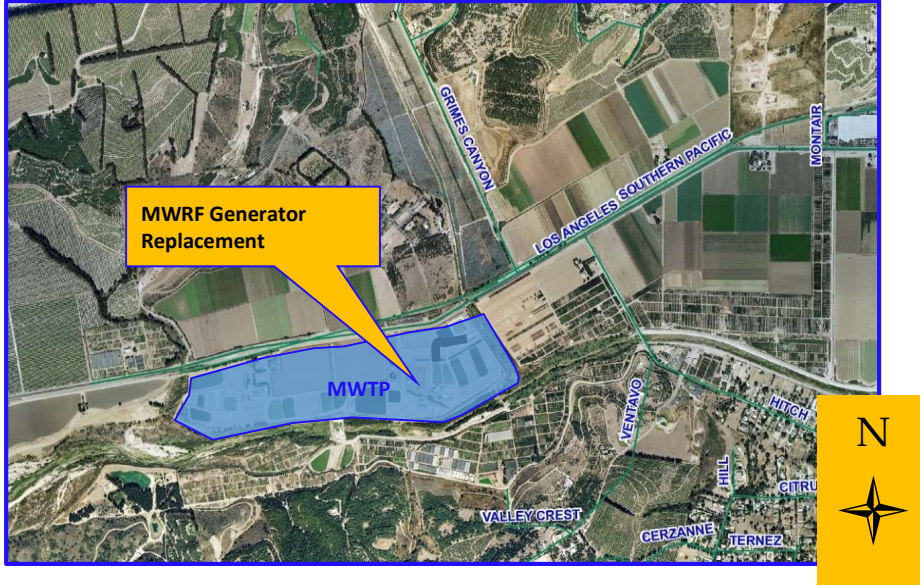 GRIMES CANYON
MONTAIR
LOS ANGELES SOUTHERN PACIFIC
MWRF Generator
Replacement
MWTP
VENTAVO
HITCH
N
HILL
CITRU
VALLEY CREST
CERZANNE
TERNEZ